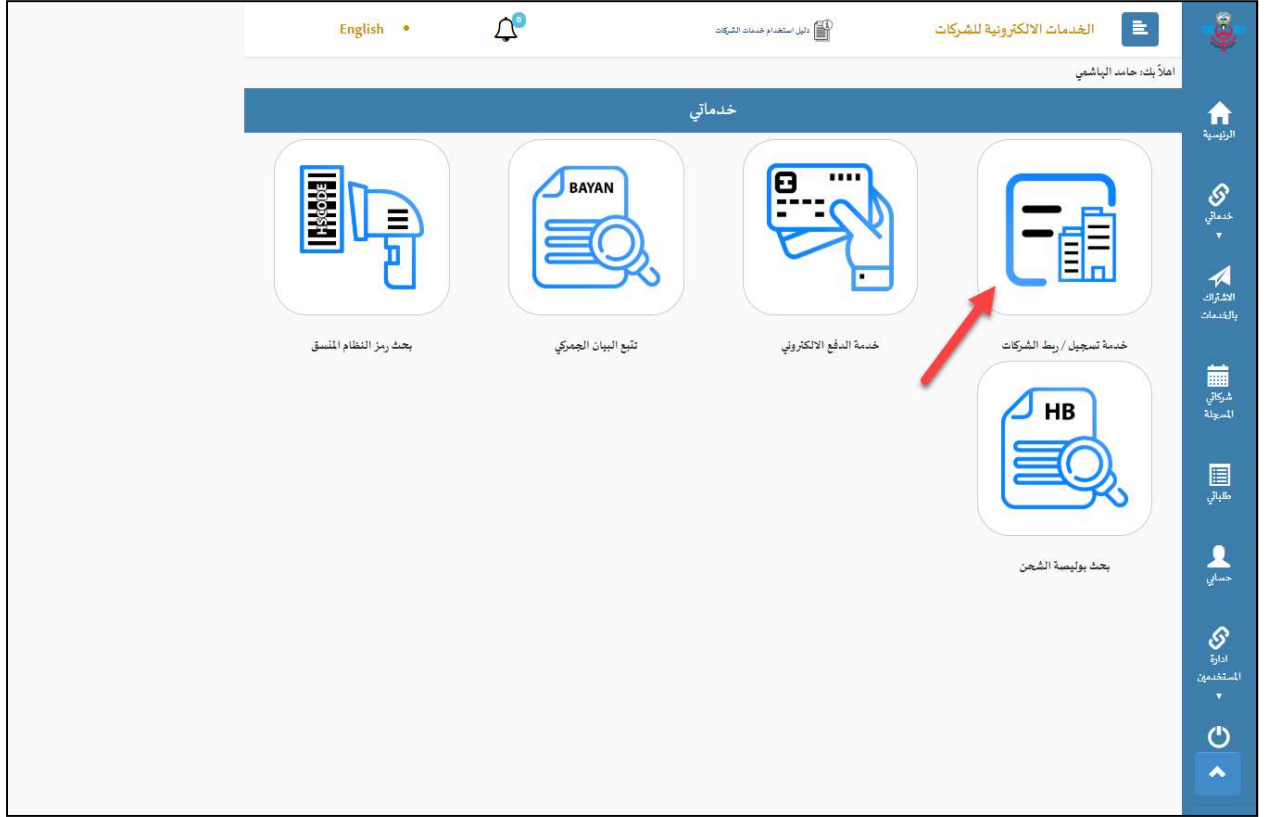 الخدمات الالكترونية للشركات
دليل استخدام خدمات الشركات
0
English
اهلاً بك: حامد الهاشمي
خدماتي
خدمة تسجيل / ربط الشركات
خدمة الدفع الالكتروني
BAYAN
تتبع البيان الجمركي
HSCODE
بحث رمز النظام المنسق
HB
بحث بوليصة الشحن
الرئيسية
خدماتي
الاشتراك
بالخدمات
شركاتي
المسجلة
طلباتي
حسابي
ادارة
المستخدمين